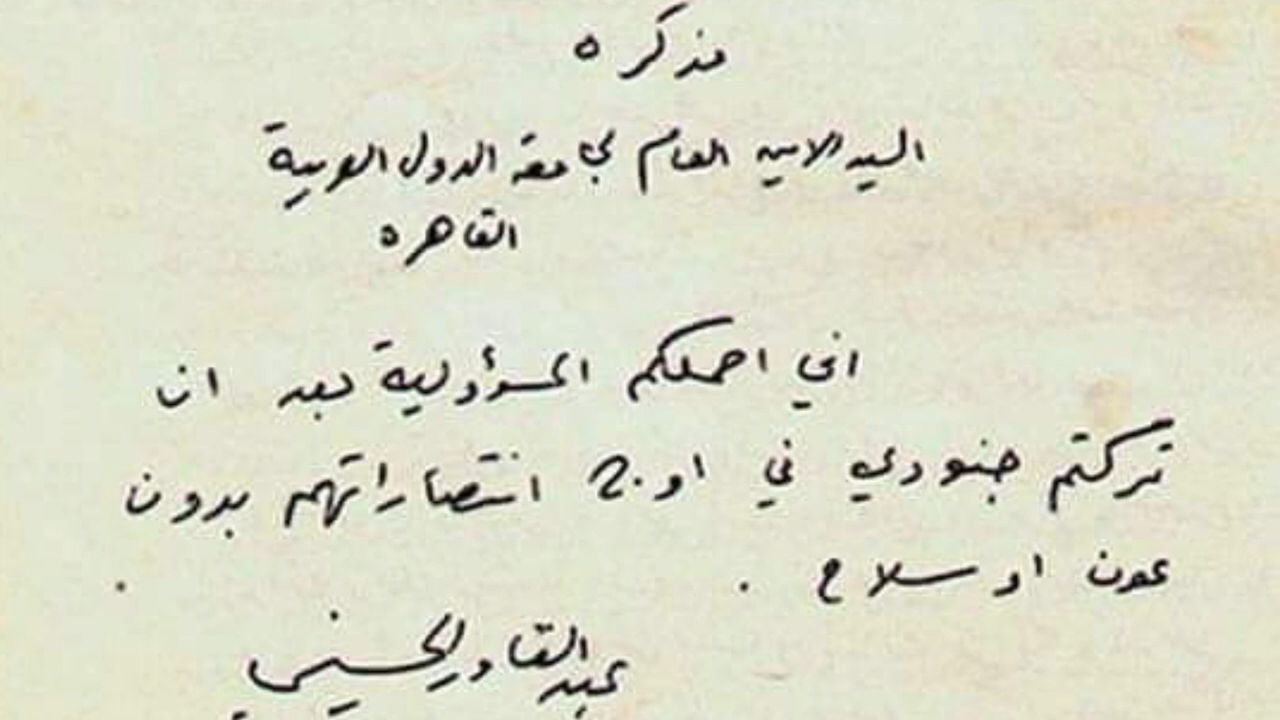 مذكره
السيد الامين العام لجامعة الدول العربية
القاهره
اني احملكم المسؤولية بعد ان
تركتم جنودي في اوج انتصاراتهم بدون
عون او سلاح .
عبد القادر الحسيني